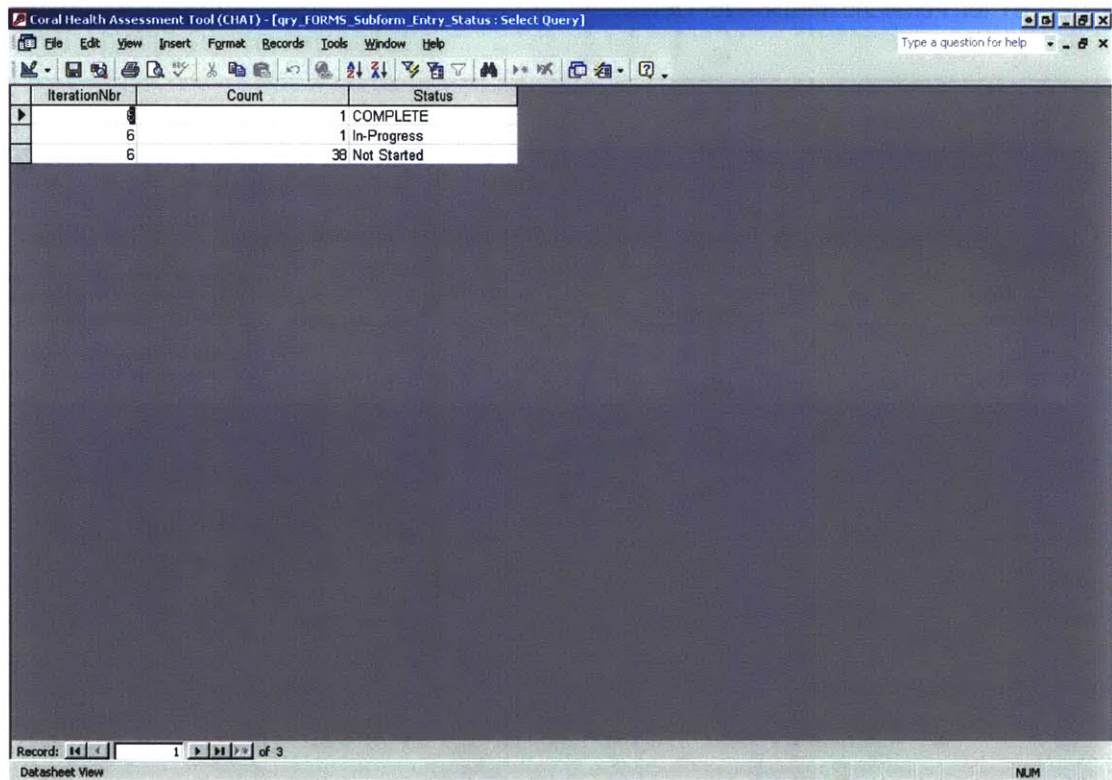 Coral Health Assessment Tool (CHAT) - [qry_FORMS_Subform_Entry_Status : Select Query]
File Edit View Insert Format Records Tools Window Help Type a question for help
IterationNbr Count Status
1 COMPLETE
6 1 In-Progress
6 38 Not Started
Record: 1 of 3
Datasheet View NUM